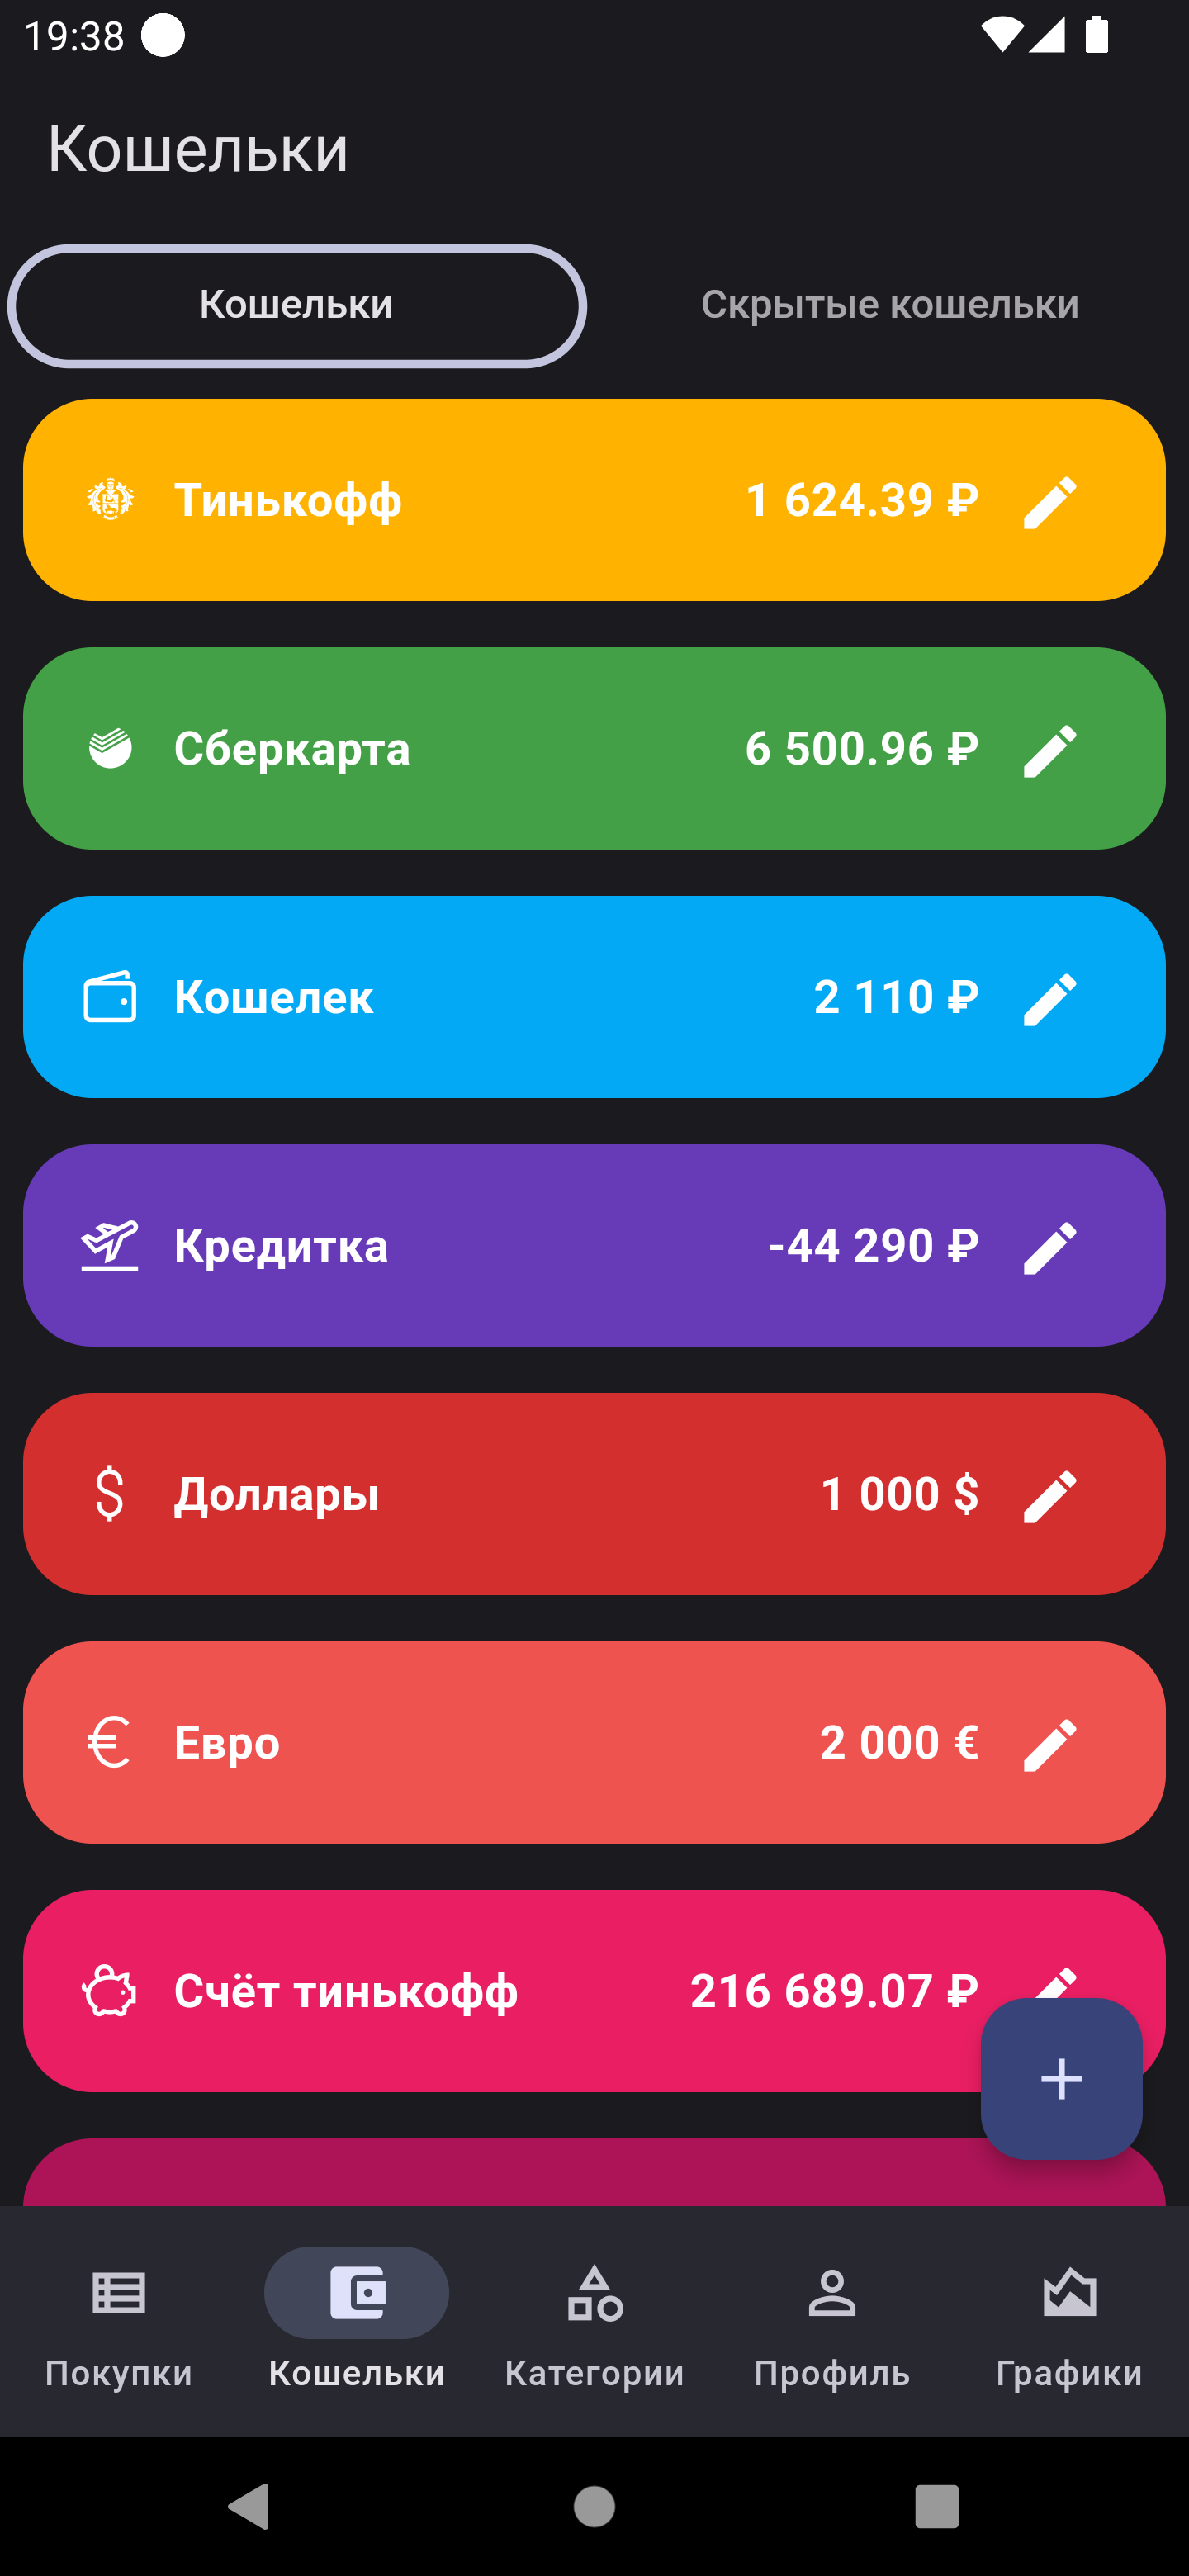 19:38
Кошельки
Кошельки Скрытые кошельки
Тинькофф 1 624.39 ₽
Сберкарта 6 500.96 ₽
Кошелек 2 110 ₽
Кредитка -44 290 ₽
$ Доллары 1 000 $
€ Евро 2 000 €
Счёт тинькофф 216 689.07 ₽
+
Покупки Кошельки Категории Профиль Графики